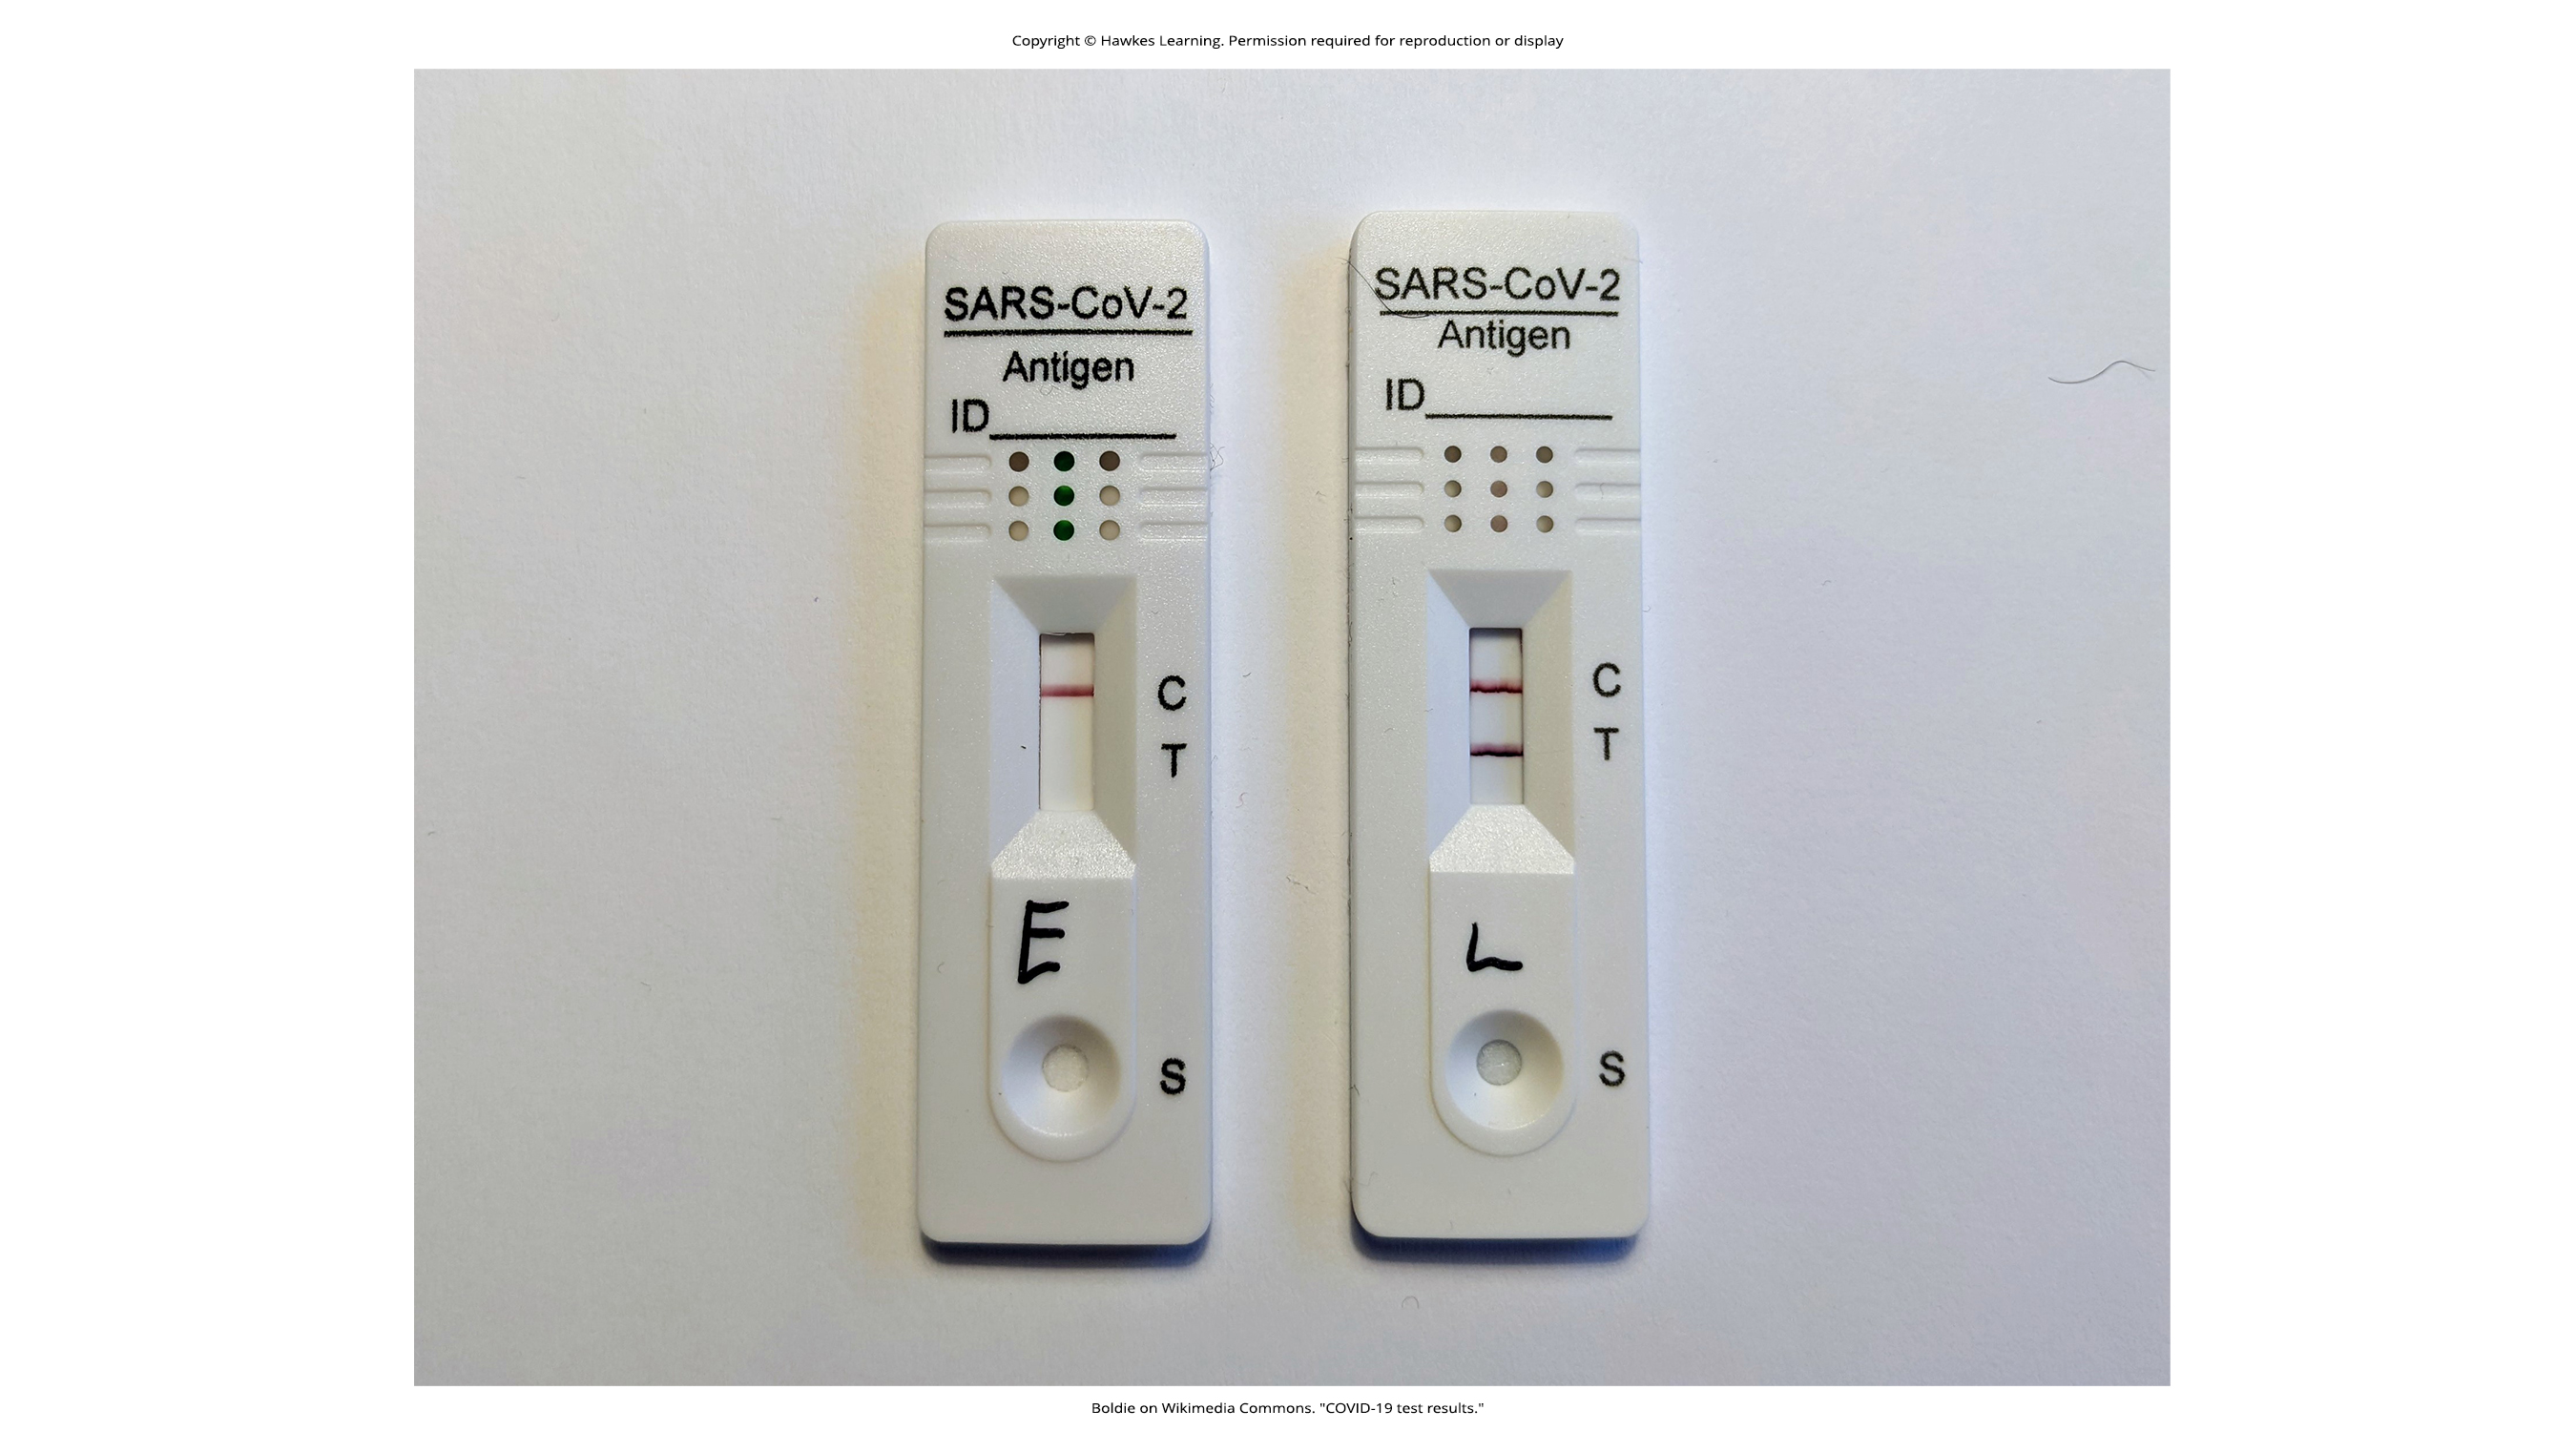 Copyright © Hawkes Learning. Permission required for reproduction or display
SARS-CoV-2
Antigen
ID
C
T
E
S
SARS-CoV-2
Antigen
ID
C
T
L
S
Boldie on Wikimedia Commons. "COVID-19 test results."